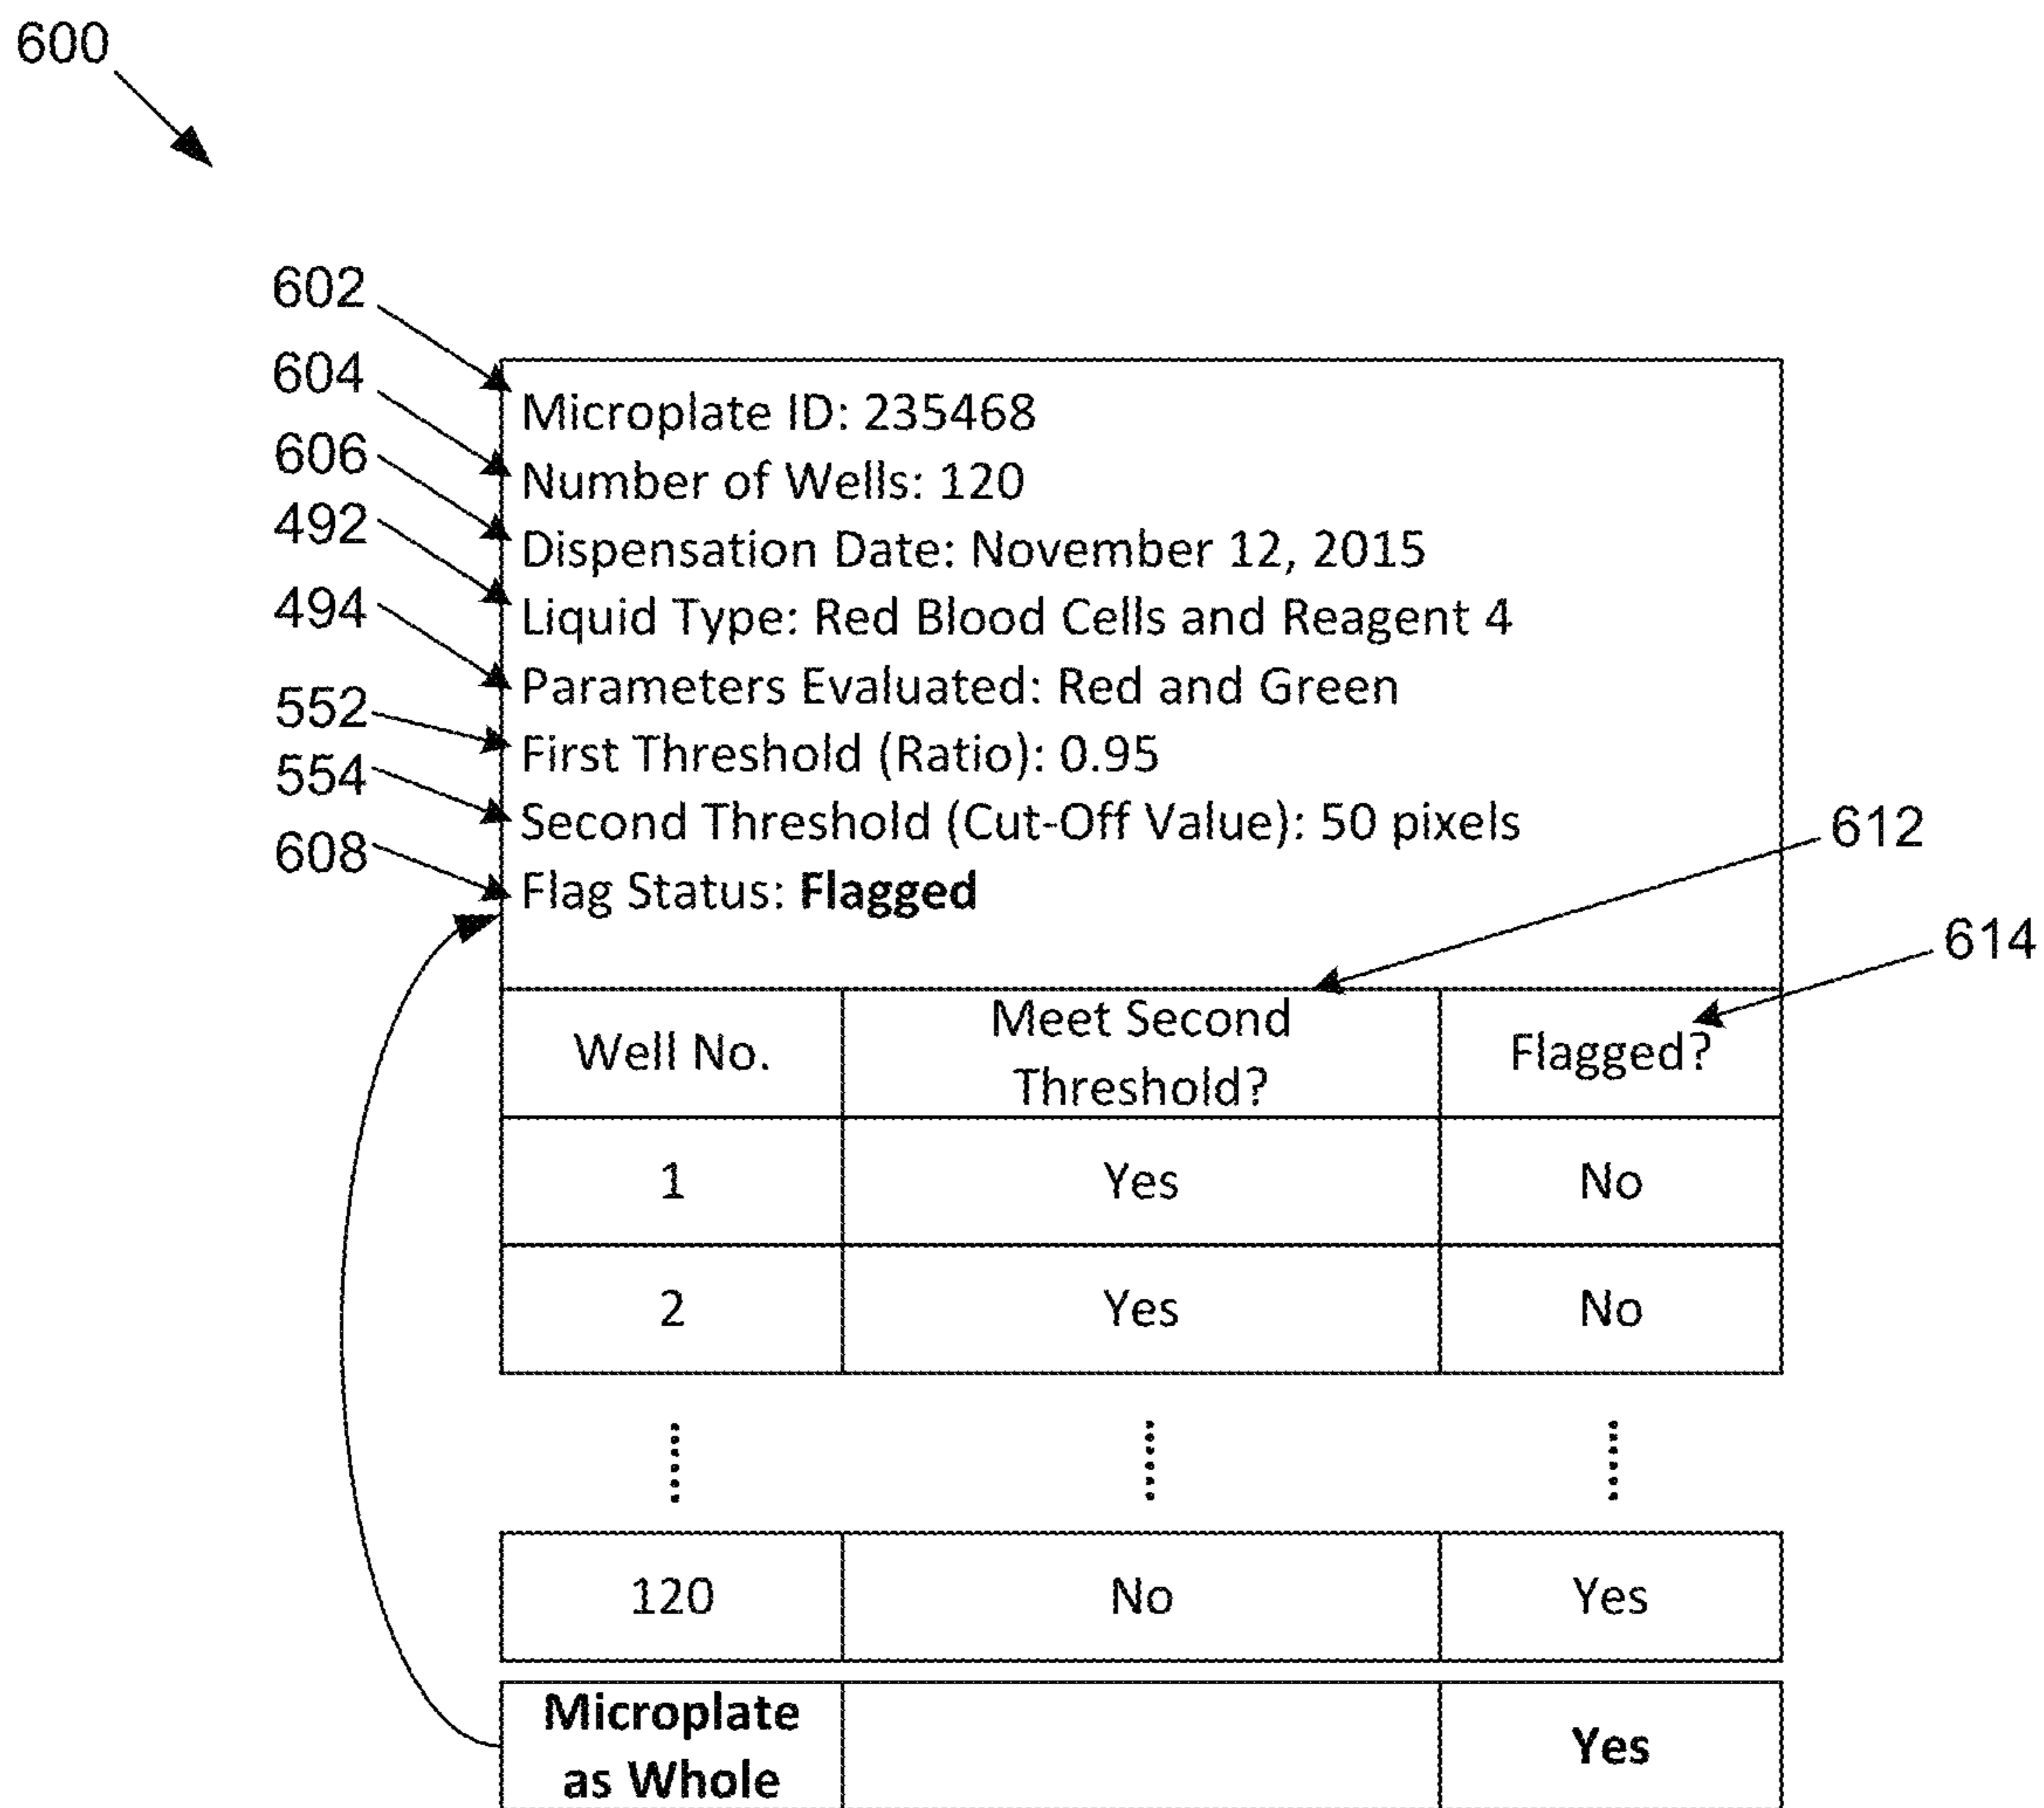 600
602
604
606
492
494
552
554
608
Microplate ID: 235468
Number of Wells: 120
Dispensation Date: November 12, 2015
Liquid Type: Red Blood Cells and Reagent 4
Parameters Evaluated: Red and Green
First Threshold (Ratio): 0.95
Second Threshold (Cut-Off Value): 50 pixels
Flag Status: Flagged
612
614
Well No.
Meet Second
Threshold?
Flagged?
1 Yes No
2 Yes No
120 No Yes
Microplate
as Whole
Yes